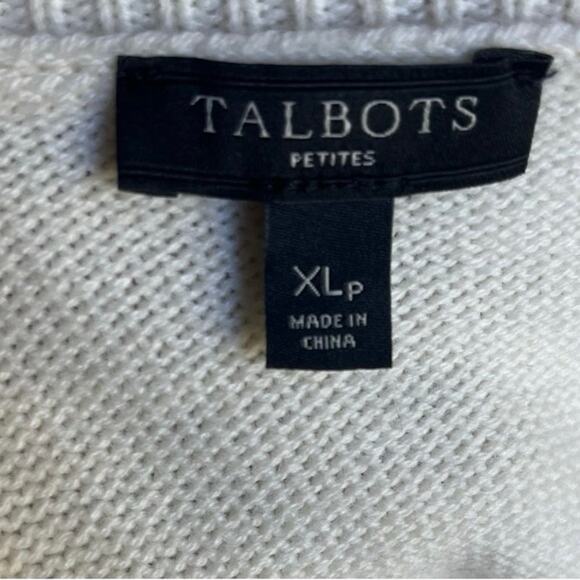 TALBOTS
PETITES
XLP
MADE IN
CHINA